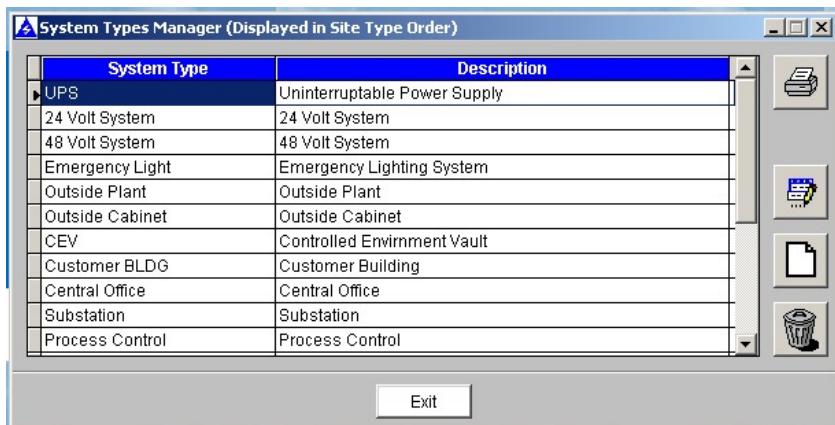 System Types Manager (Displayed in Site Type Order)
System Type Description
UPS Uninterruptable Power Supply
24 Volt System 24 Volt System
48 Volt System 48 Volt System
Emergency Light Emergency Lighting System
Outside Plant Outside Plant
Outside Cabinet Outside Cabinet
CEV Controlled Envirnment Vault
Customer BLDG Customer Building
Central Office Central Office
Substation Substation
Process Control Process Control
Exit